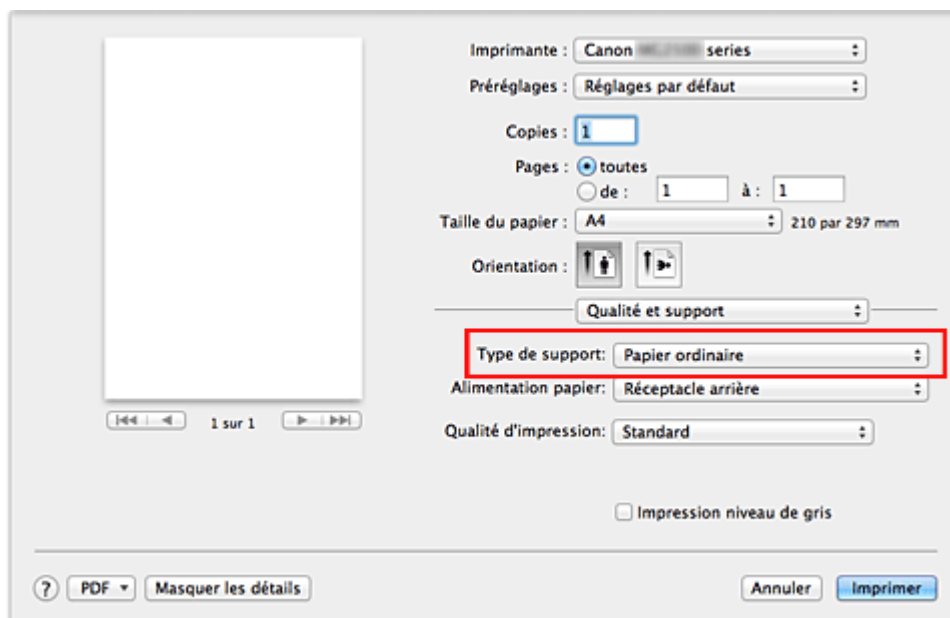 Imprimante : Canon series
Préréglages : Réglages par défaut
Copies : 1
Pages : toutes
de : 1 à : 1
Taille du papier : A4 210 par 297 mm
Orientation :
Qualité et support
Type de support: Papier ordinaire
Alimentation papier: Réceptacle arrière
1 sur 1
Qualité d'impression: Standard
Impression niveau de gris
? PDF Masquer les détails Annuler Imprimer